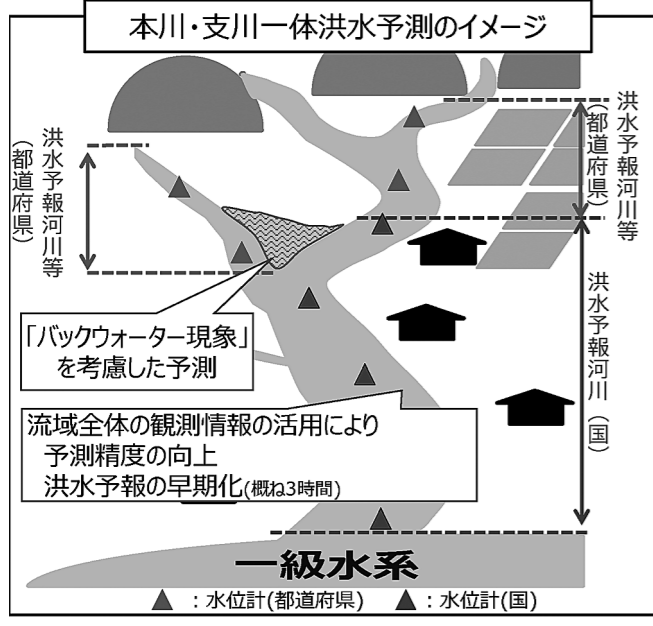 本川・支川一体洪水予測のイメージ
洪水予報河川等
(都道府県)
洪水予報河川等
(都道府県)
洪水予報河川(国)
「バックウォーター現象」
を考慮した予測
流域全体の観測情報の活用により
予測精度の向上
洪水予報の早期化(概ね3時間)
一級水系
▲ : 水位計(都道府県) ▲ : 水位計(国)